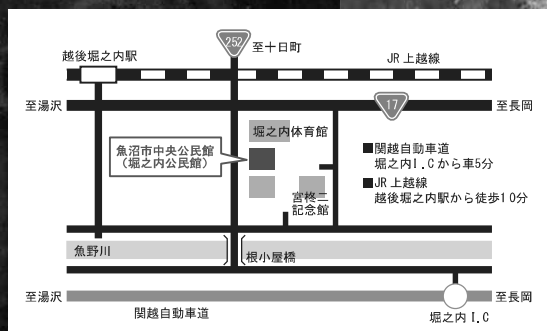 252
至十日町
越後堀之内駅
JR上越線
至湯沢
17
至長岡
堀之内体育館
魚沼市中央公民館
（堀之内公民館）
■関越自動車道
堀之内I.Cから車5分
■JR上越線
越後堀之内駅から徒歩10分
宮柊二
記念館
魚野川
根小屋橋
至湯沢
至長岡
関越自動車道
堀之内I.C